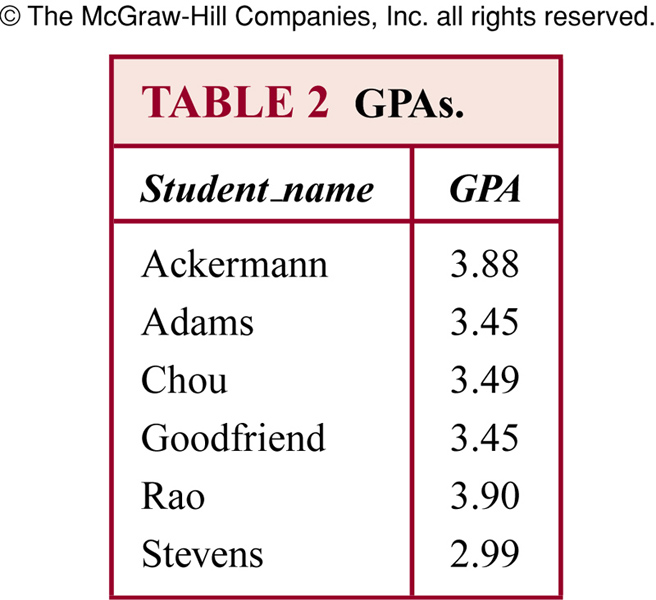 © The McGraw-Hill Companies, Inc. all rights reserved.
TABLE 2 GPAs.
Student_name GPA
Ackermann 3.88
Adams 3.45
Chou 3.49
Goodfriend 3.45
Rao 3.90
Stevens 2.99